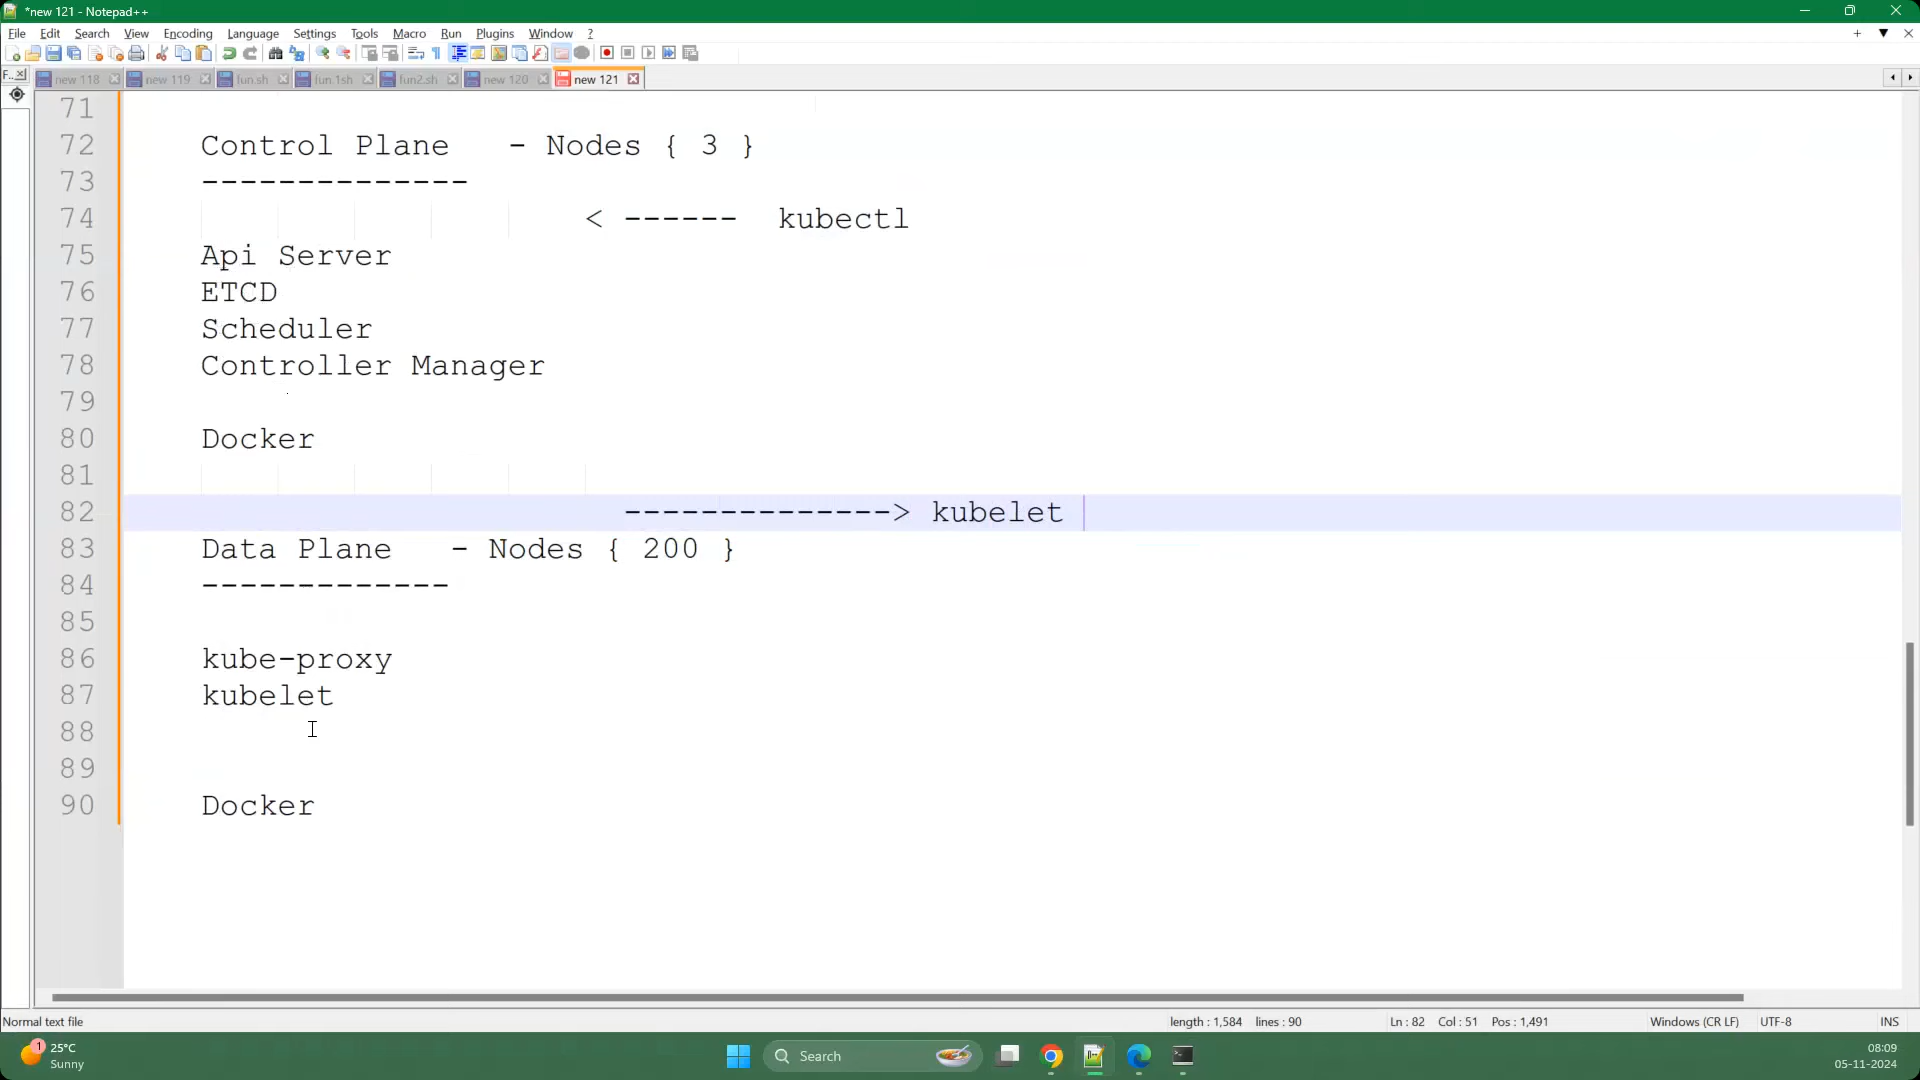 *new 121 - Notepad++
File Edit Search View Encoding Language Settings Tools Macro Run Plugins Window ?
F..
new 118 new 119 fun.sh fun.1sh fun2.sh new 120 new 121
71
72 Control Plane - Nodes { 3 }
73 --------------
74 < ------ kubectl
75 Api Server
76 ETCD
77 Scheduler
78 Controller Manager
79
80 Docker
81
82 --------------> kubelet
83 Data Plane - Nodes { 200 }
84 -------------
85
86 kube-proxy
87 kubelet
88
89
90 Docker
Normal text file length : 1,584 lines : 90 Ln : 82 Col : 51 Pos : 1,491 Windows (CR LF) UTF-8 INS
1 25°C
Sunny
Search
08:09
05-11-2024